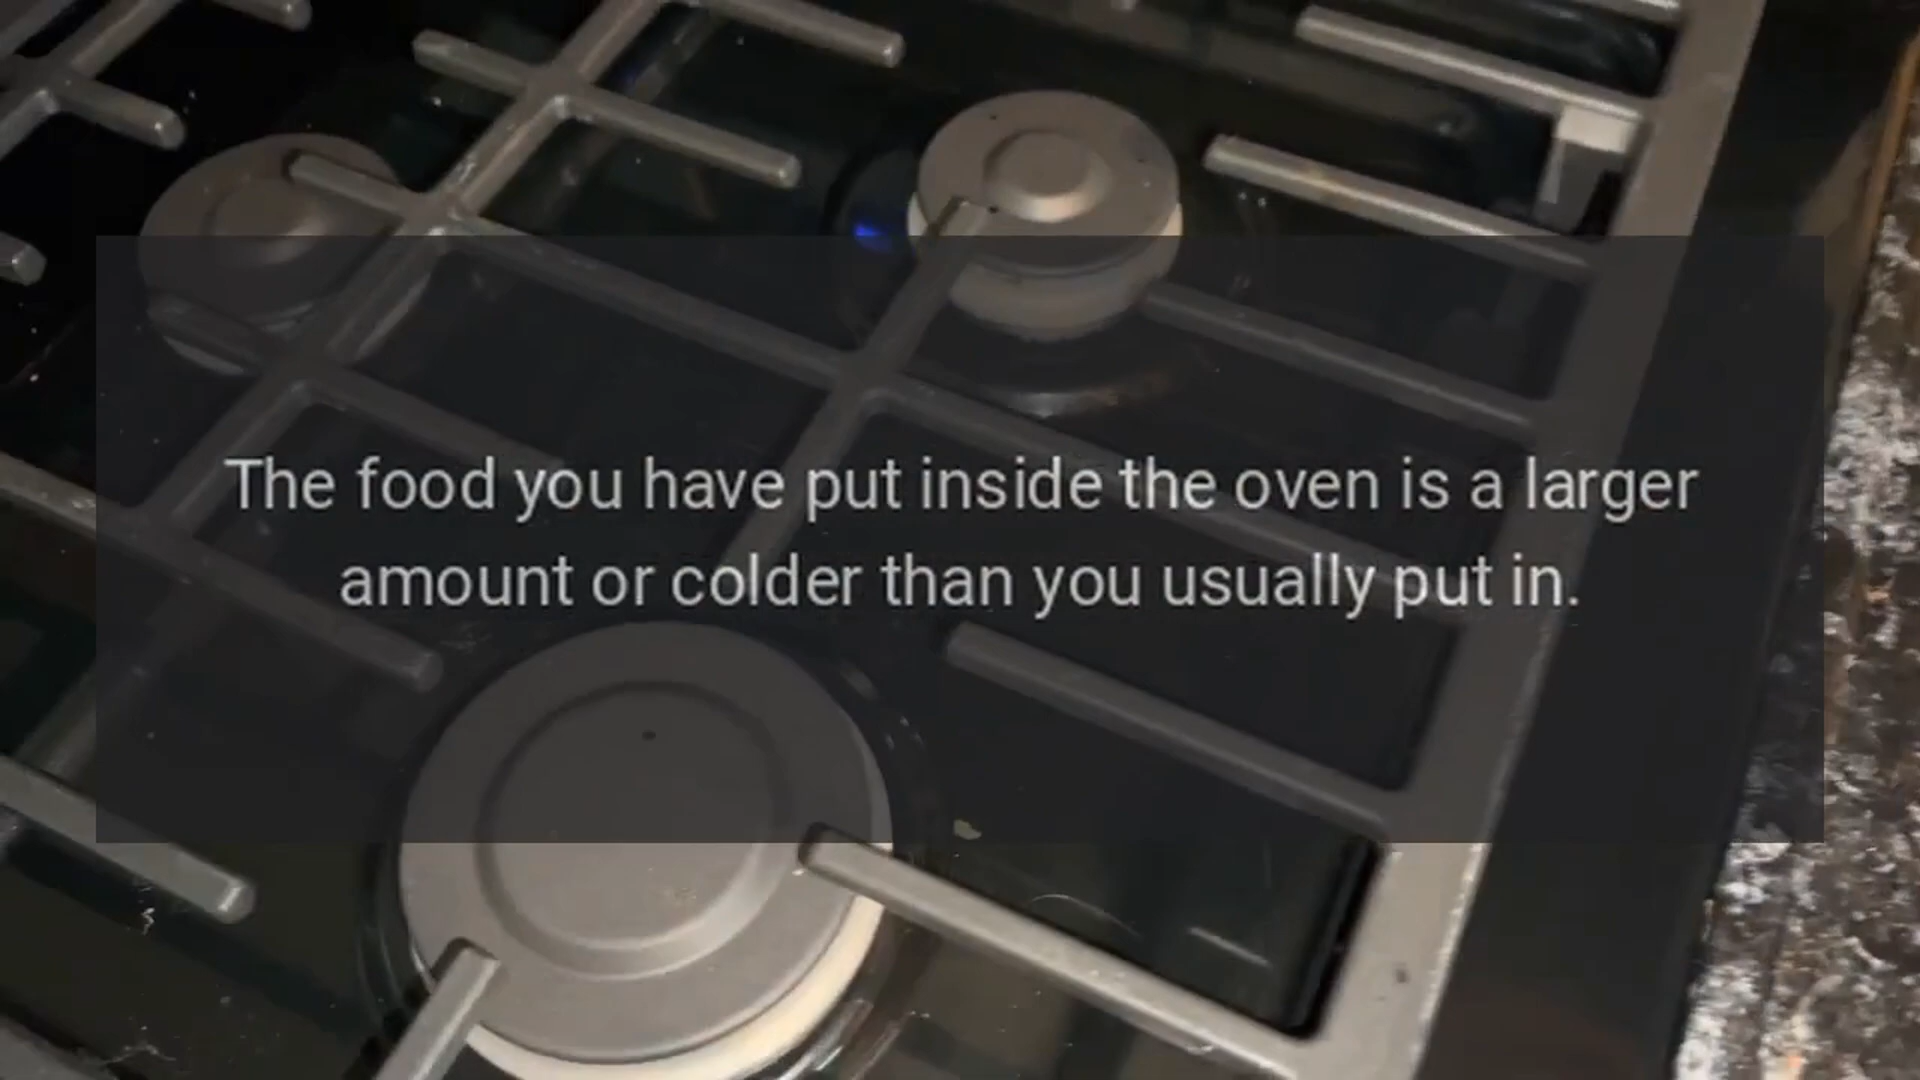 The food you have put inside the oven is a larger
amount or colder than you usually put in.